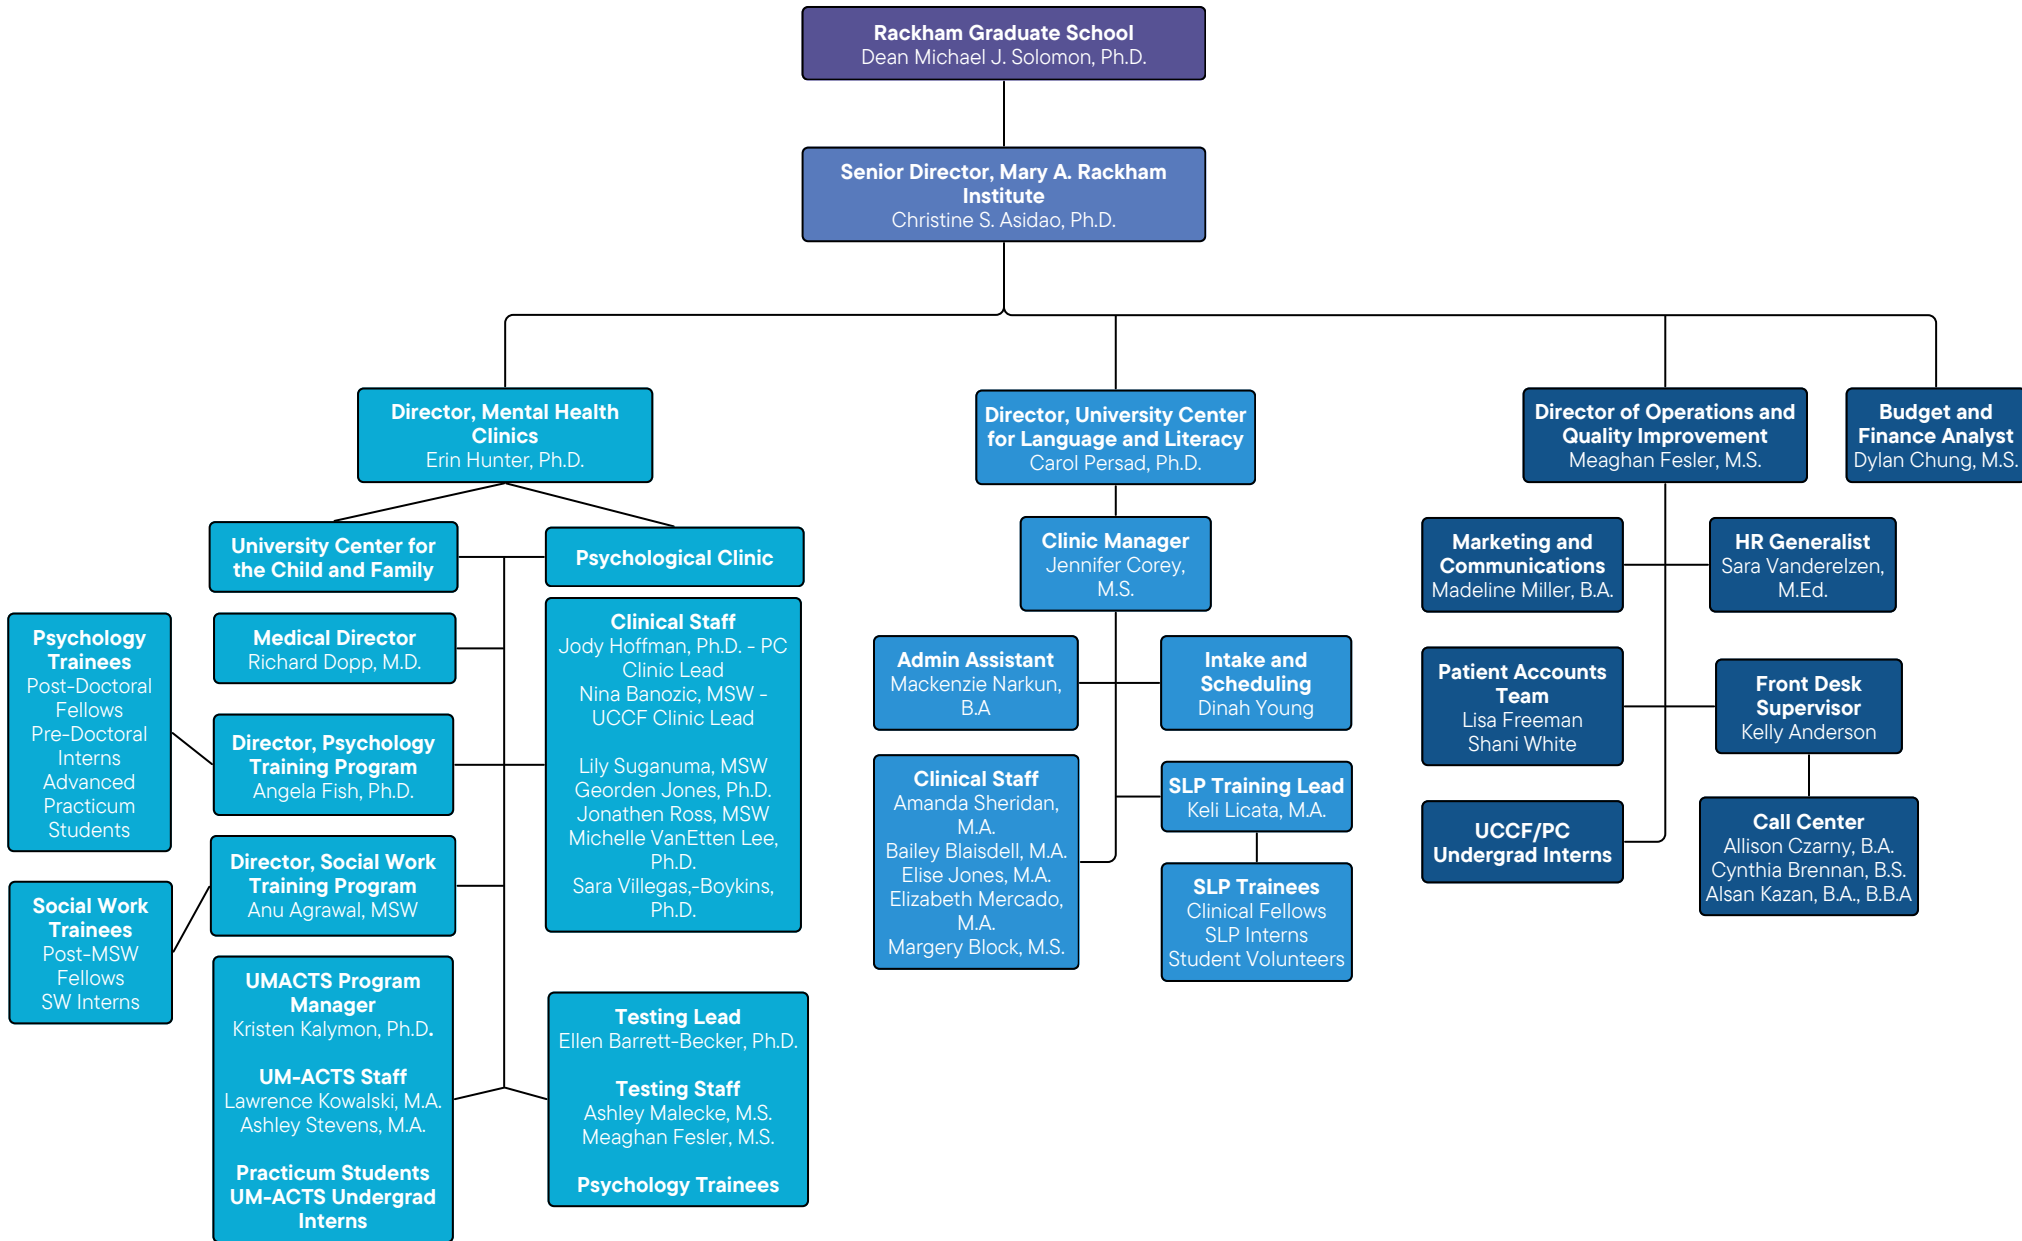 Rackham Graduate School
Dean Michael J. Solomon, Ph.D.
Senior Director, Mary A. Rackham
Institute
Christine S. Asidao, Ph.D.
Director, Mental Health
Clinics
Erin Hunter, Ph.D.
Director, University Center
for Language and Literacy
Carol Persad, Ph.D.
Director of Operations and
Quality Improvement
Meaghan Fesler, M.S.
Budget and
Finance Analyst
Dylan Chung, M.S.
University Center for
the Child and Family
Psychological Clinic
Medical Director
Richard Dopp, M.D.
Clinical Staff
Jody Hoffman, Ph.D. - PC
Clinic Lead
Nina Banozic, MSW -
UCCF Clinic Lead
Lily Suganuma, MSW
Georden Jones, Ph.D.
Jonathen Ross, MSW
Michelle VanEtten Lee,
Ph.D.
Sara Villegas,-Boykins,
Ph.D.
Psychology
Trainees
Post-Doctoral
Fellows
Pre-Doctoral
Interns
Advanced
Practicum
Students
Director, Psychology
Training Program
Angela Fish, Ph.D.
Director, Social Work
Training Program
Anu Agrawal, MSW
Social Work
Trainees
Post-MSW
Fellows
SW Interns
UMACTS Program
Manager
Kristen Kalymon, Ph.D.
UM-ACTS Staff
Lawrence Kowalski, M.A.
Ashley Stevens, M.A.
Practicum Students
UM-ACTS Undergrad
Interns
Testing Lead
Ellen Barrett-Becker, Ph.D.
Testing Staff
Ashley Malecke, M.S.
Meaghan Fesler, M.S.
Psychology Trainees
Clinic Manager
Jennifer Corey,
M.S.
Admin Assistant
Mackenzie Narkun,
B.A
Intake and
Scheduling
Dinah Young
Clinical Staff
Amanda Sheridan,
M.A.
Bailey Blaisdell, M.A.
Elise Jones, M.A.
Elizabeth Mercado,
M.A.
Margery Block, M.S.
SLP Training Lead
Keli Licata, M.A.
SLP Trainees
Clinical Fellows
SLP Interns
Student Volunteers
Marketing and
Communications
Madeline Miller, B.A.
HR Generalist
Sara Vanderelzen,
M.Ed.
Patient Accounts
Team
Lisa Freeman
Shani White
Front Desk
Supervisor
Kelly Anderson
UCCF/PC
Undergrad Interns
Call Center
Allison Czarny, B.A.
Cynthia Brennan, B.S.
Alsan Kazan, B.A., B.B.A